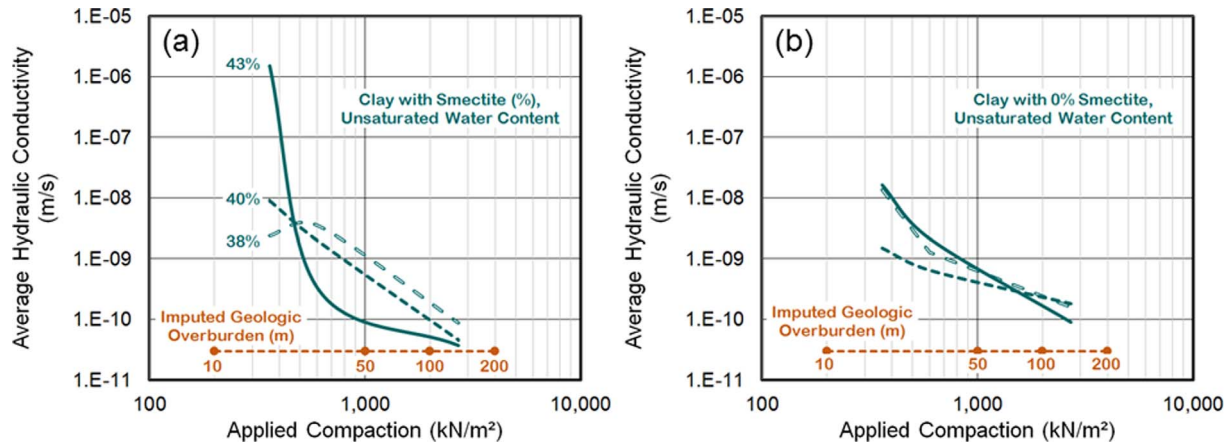 (a)
1.E-05
1.E-06
1.E-07
1.E-08
1.E-09
1.E-10
1.E-11
Average Hydraulic Conductivity
(m/s)
43%
40%
38%
Clay with Smectite (%),
Unsaturated Water Content
Imputed Geologic
Overburden (m)
10
50
100
200
100
1,000
10,000
Applied Compaction (kN/m²)
(b)
1.E-05
1.E-06
1.E-07
1.E-08
1.E-09
1.E-10
1.E-11
Average Hydraulic Conductivity
(m/s)
Clay with 0% Smectite,
Unsaturated Water Content
Imputed Geologic
Overburden (m)
10
50
100
200
100
1,000
10,000
Applied Compaction (kN/m²)